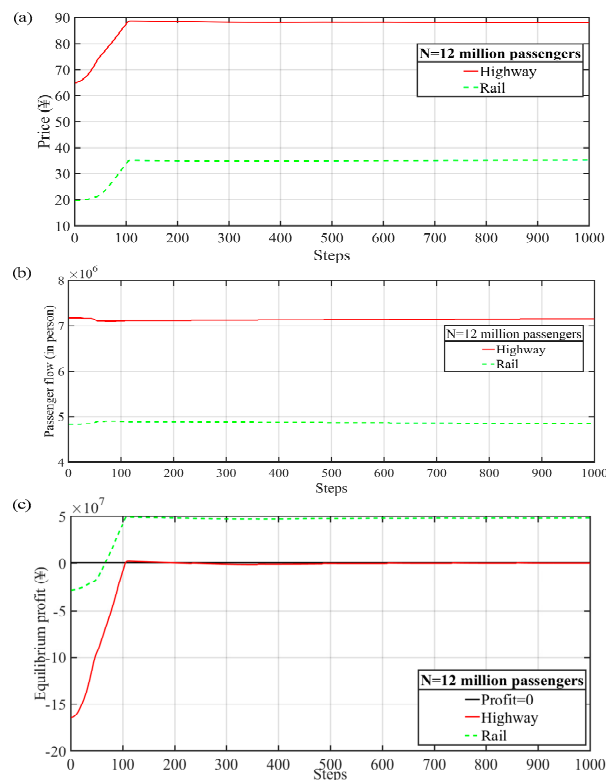 (a)
90
80
70
60
50
40
30
20
10
Price (¥)
N=12 million passengers
Highway
Rail
0 100 200 300 400 500 600 700 800 900 1000
Steps
(b)
×10⁶
8
7
6
5
4
Passenger flow (in person)
N=12 million passengers
Highway
Rail
0 100 200 300 400 500 600 700 800 900 1000
Steps
(c)
×10⁷
5
0
-5
-10
-15
-20
Equilibrium profit (¥)
N=12 million passengers
Profit=0
Highway
Rail
0 100 200 300 400 500 600 700 800 900 1000
Steps